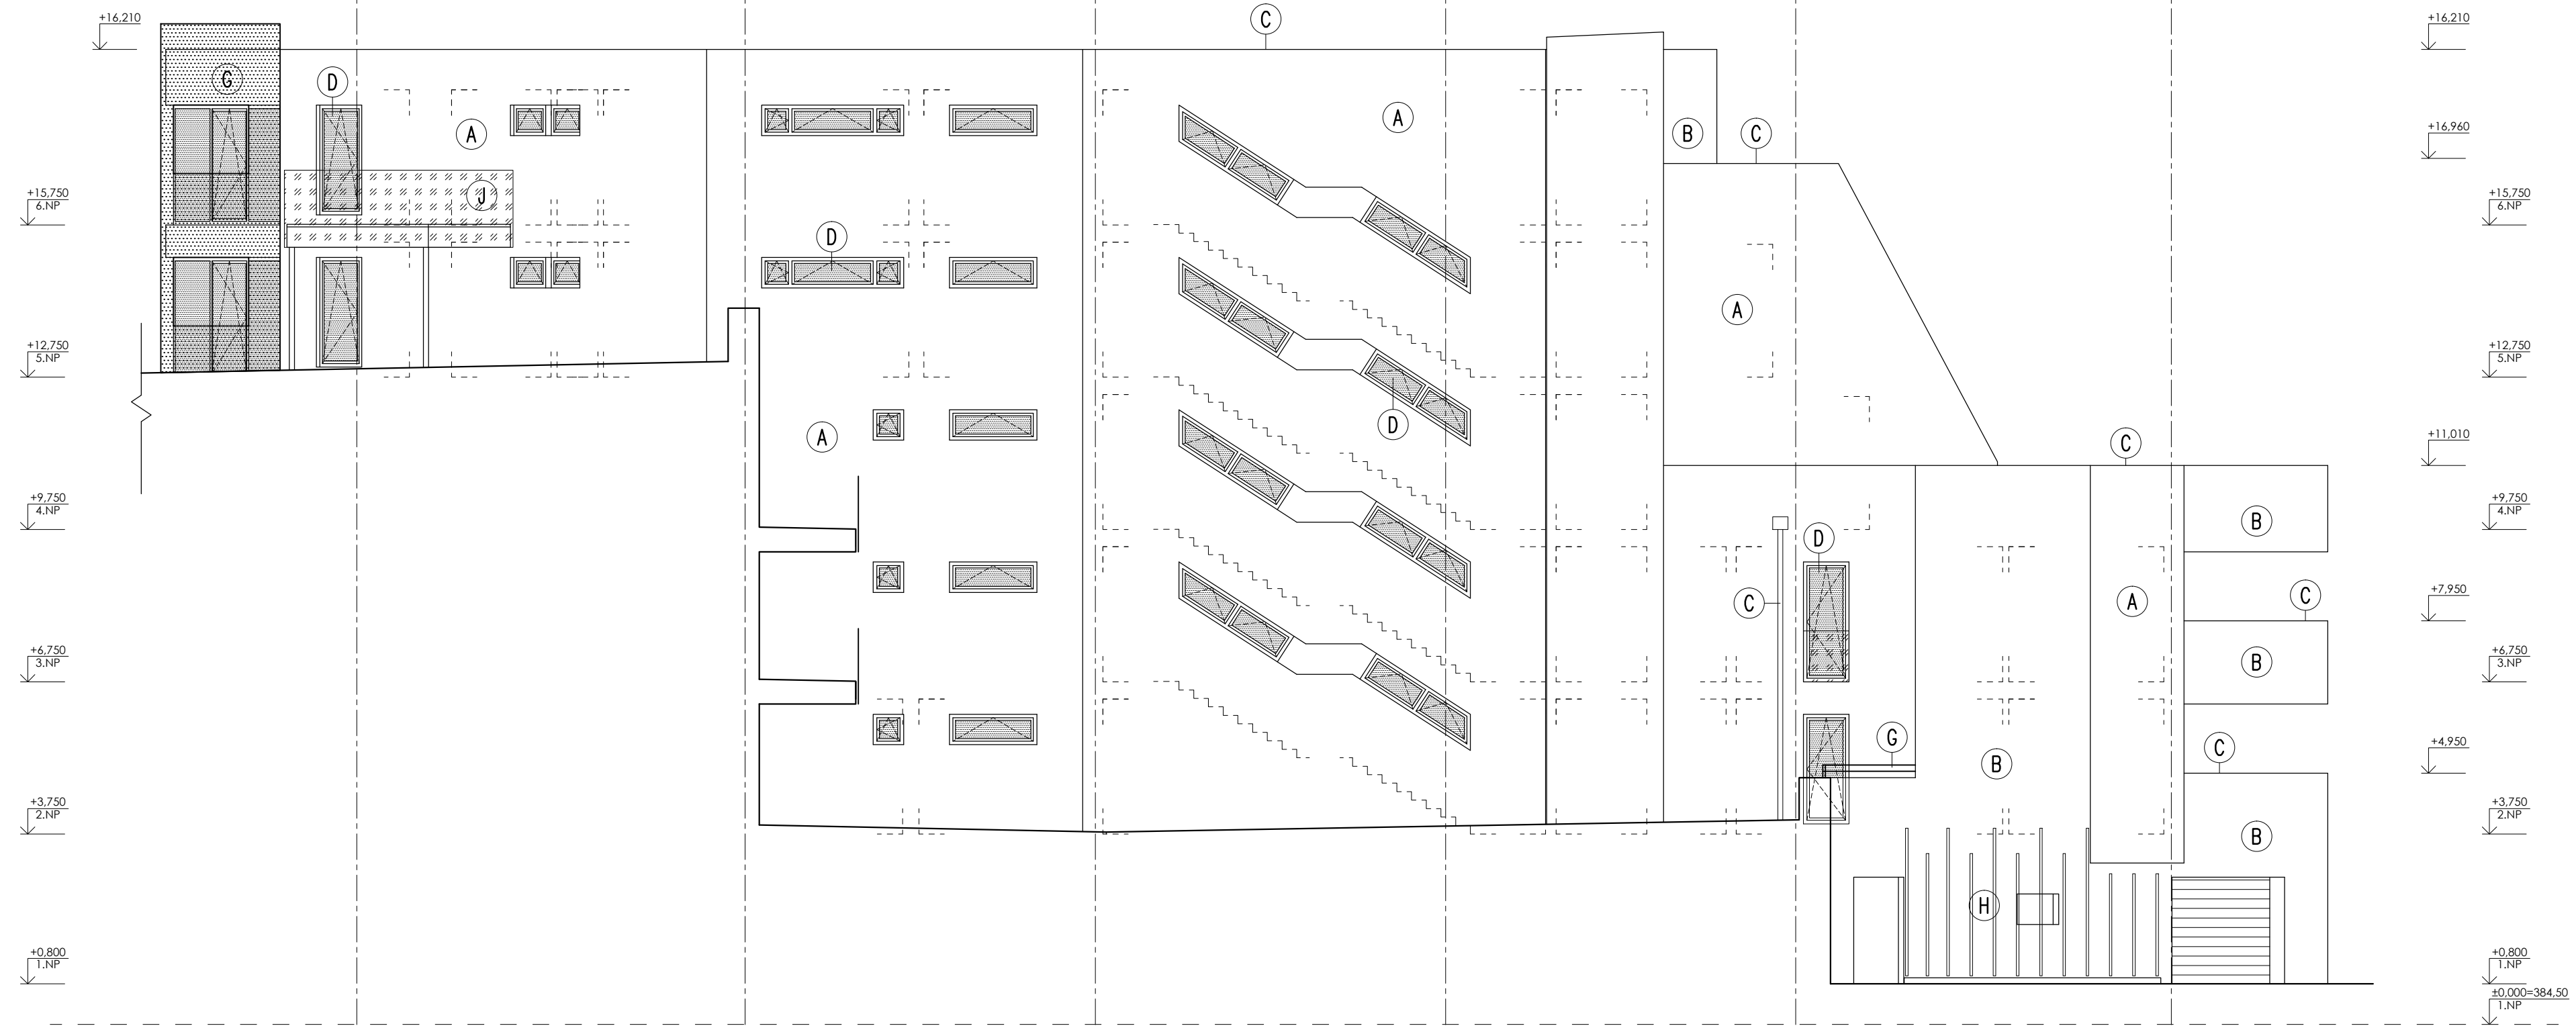 +16,210
C
+16,210
G
D
A
A
B
C
+16,960
+15,750
6.NP
J
+15,750
6.NP
D
A
+12,750
5.NP
+12,750
5.NP
D
A
C
+11,010
+9,750
4.NP
B
+9,750
4.NP
D
C
A
C
+7,950
+6,750
3.NP
B
+6,750
3.NP
G
B
C
+4,950
+3,750
2.NP
B
+3,750
2.NP
H
+0,800
1.NP
+0,800
1.NP
±0,000=384,50
1.NP